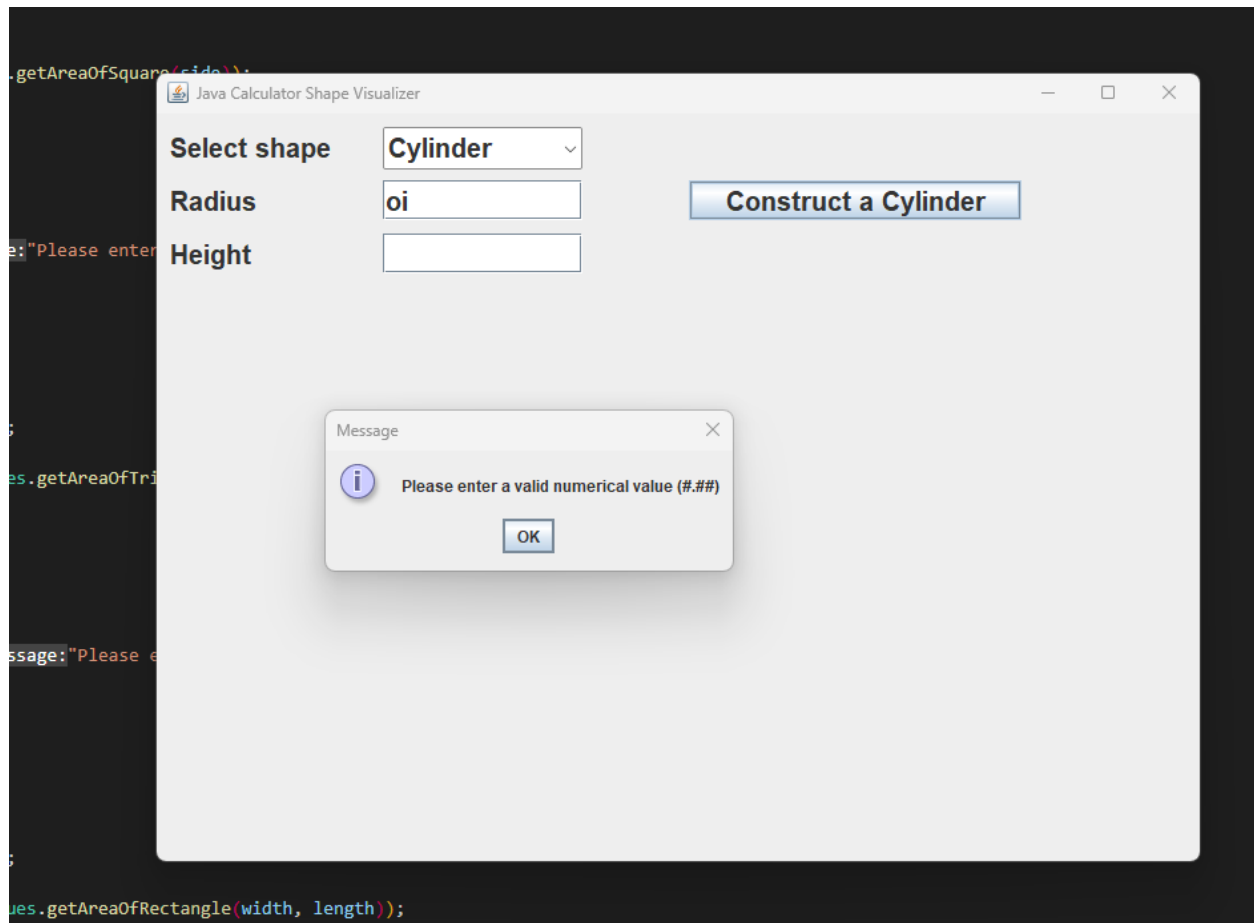 .getAreaOfSquare(side));
Java Calculator Shape Visualizer
Select shape Cylinder
Radius oi Construct a Cylinder
e:"Please enter
Height
Message
;
Please enter a valid numerical value (#.##)
es.getAreaOfTri
OK
ssage:"Please e
;
ues.getAreaOfRectangle(width, length));